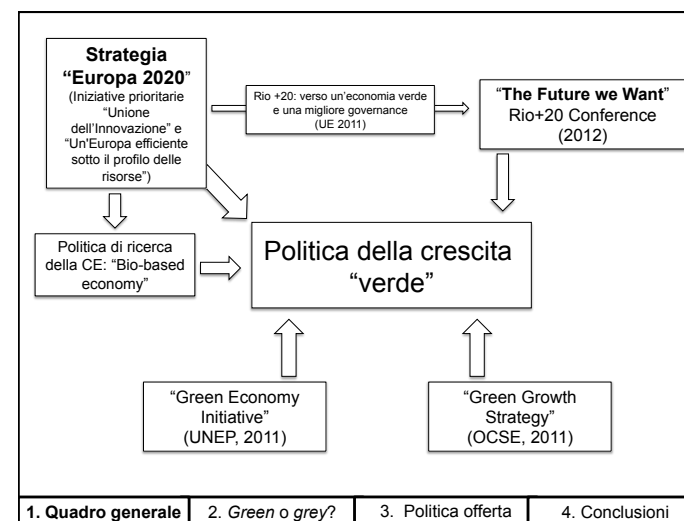 Strategia
“Europa 2020”
(Iniziative prioritarie
“Unione
dell’Innovazione” e
“Un'Europa efficiente
sotto il profilo delle
risorse”)
Rio +20: verso un’economia verde
e una migliore governance
(UE 2011)
“The Future we Want”
Rio+20 Conference
(2012)
Politica di ricerca
della CE: “Bio-based
economy”
Politica della crescita
“verde”
“Green Economy
Initiative”
(UNEP, 2011)
“Green Growth
Strategy”
(OCSE, 2011)
1. Quadro generale
2. Green o grey?
3. Politica offerta
4. Conclusioni